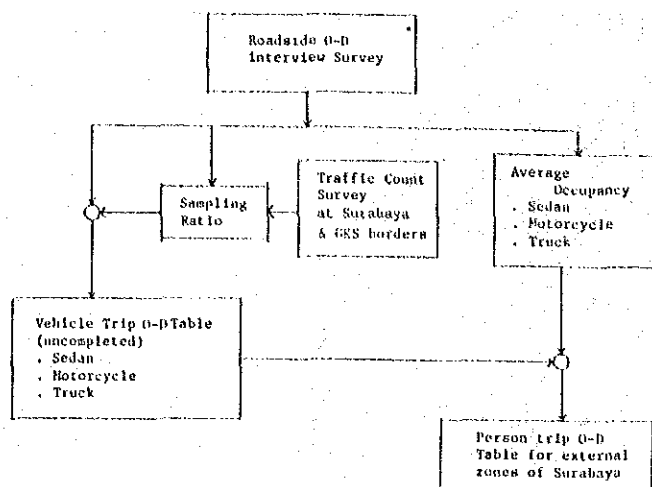 Roadside O-D
Interview Survey
Traffic Count
Survey
at Surabaya
& GKS borders
Sampling
Ratio
Average
Occupancy
. Sedan
. Motorcycle
. Truck
Vehicle Trip O-D Table
(uncompleted)
. Sedan
. Motorcycle
. Truck
Person trip O-D
Table for external
zones of Surabaya